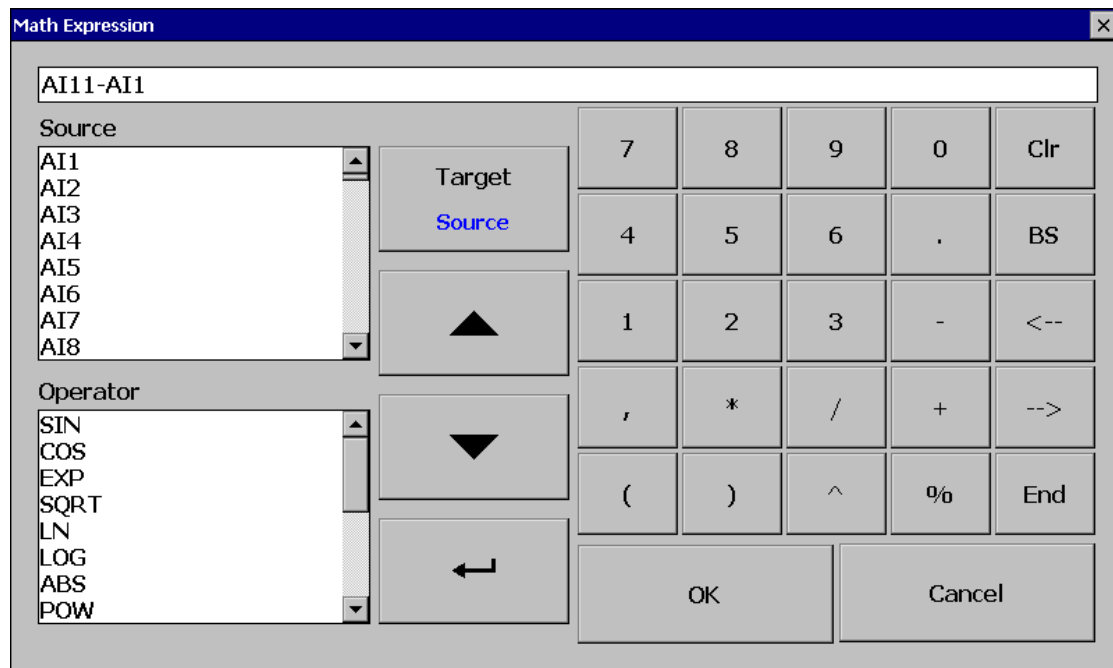 Math Expression
AI11-AI1
Source
AI1
AI2
AI3
AI4
AI5
AI6
AI7
AI8
Operator
SIN
COS
EXP
SQRT
LN
LOG
ABS
POW
Target
Source
7 8 9 0 Clr
4 5 6 . BS
1 2 3 - <--
, * / + -->
( ) ^ % End
OK Cancel